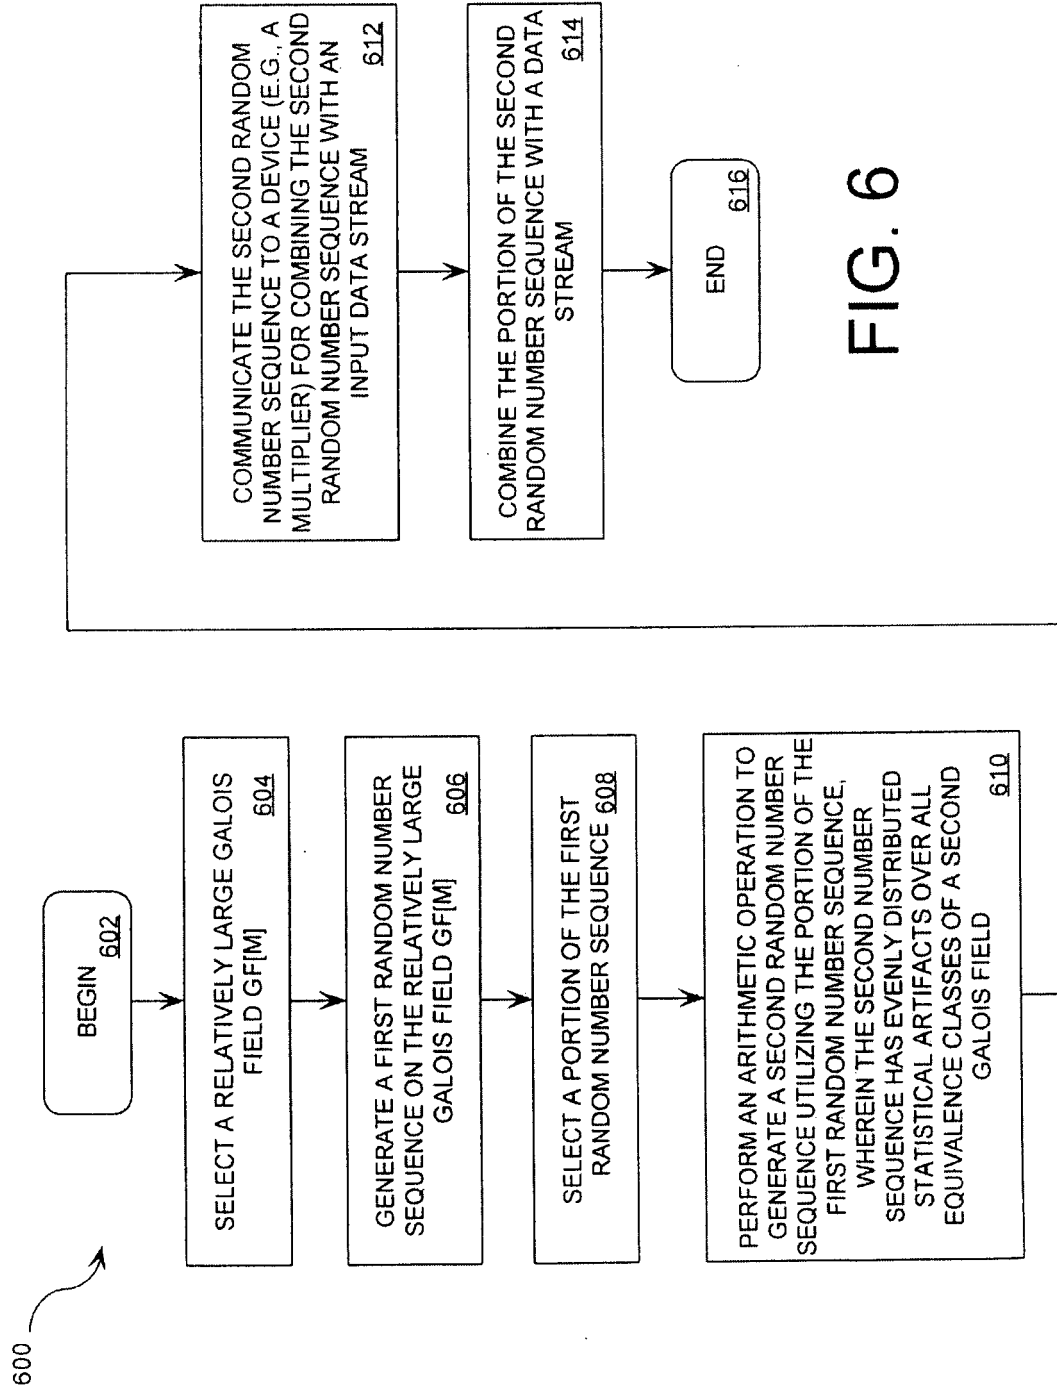 600
BEGIN
602
SELECT A RELATIVELY LARGE GALOIS
FIELD GF[M]
604
GENERATE A FIRST RANDOM NUMBER
SEQUENCE ON THE RELATIVELY LARGE
GALOIS FIELD GF[M]
606
SELECT A PORTION OF THE FIRST
RANDOM NUMBER SEQUENCE
608
PERFORM AN ARITHMETIC OPERATION TO
GENERATE A SECOND RANDOM NUMBER
SEQUENCE UTILIZING THE PORTION OF THE
FIRST RANDOM NUMBER SEQUENCE,
WHEREIN THE SECOND NUMBER
SEQUENCE HAS EVENLY DISTRIBUTED
STATISTICAL ARTIFACTS OVER ALL
EQUIVALENCE CLASSES OF A SECOND
GALOIS FIELD
610
COMMUNICATE THE SECOND RANDOM
NUMBER SEQUENCE TO A DEVICE (E.G., A
MULTIPLIER) FOR COMBINING THE SECOND
RANDOM NUMBER SEQUENCE WITH AN
INPUT DATA STREAM
612
COMBINE THE PORTION OF THE SECOND
RANDOM NUMBER SEQUENCE WITH A DATA
STREAM
614
END
616
FIG. 6